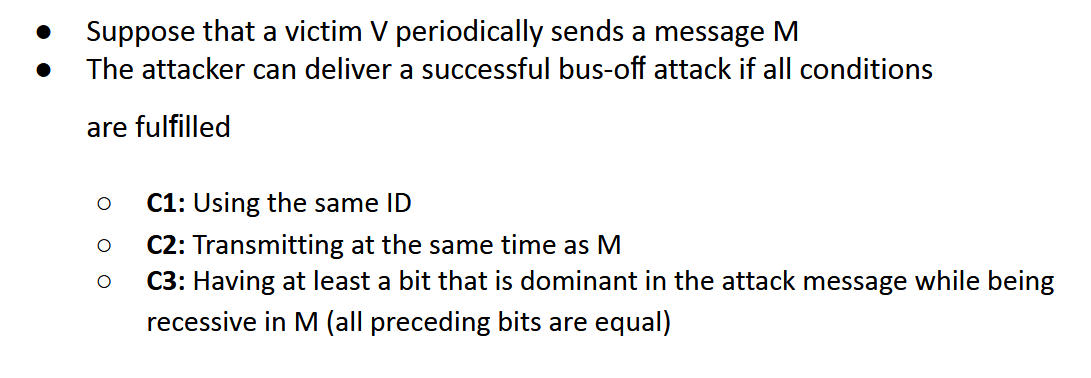 ● Suppose that a victim V periodically sends a message M
● The attacker can deliver a successful bus-off attack if all conditions
are fulfilled
○ C1: Using the same ID
○ C2: Transmitting at the same time as M
○ C3: Having at least a bit that is dominant in the attack message while being
recessive in M (all preceding bits are equal)